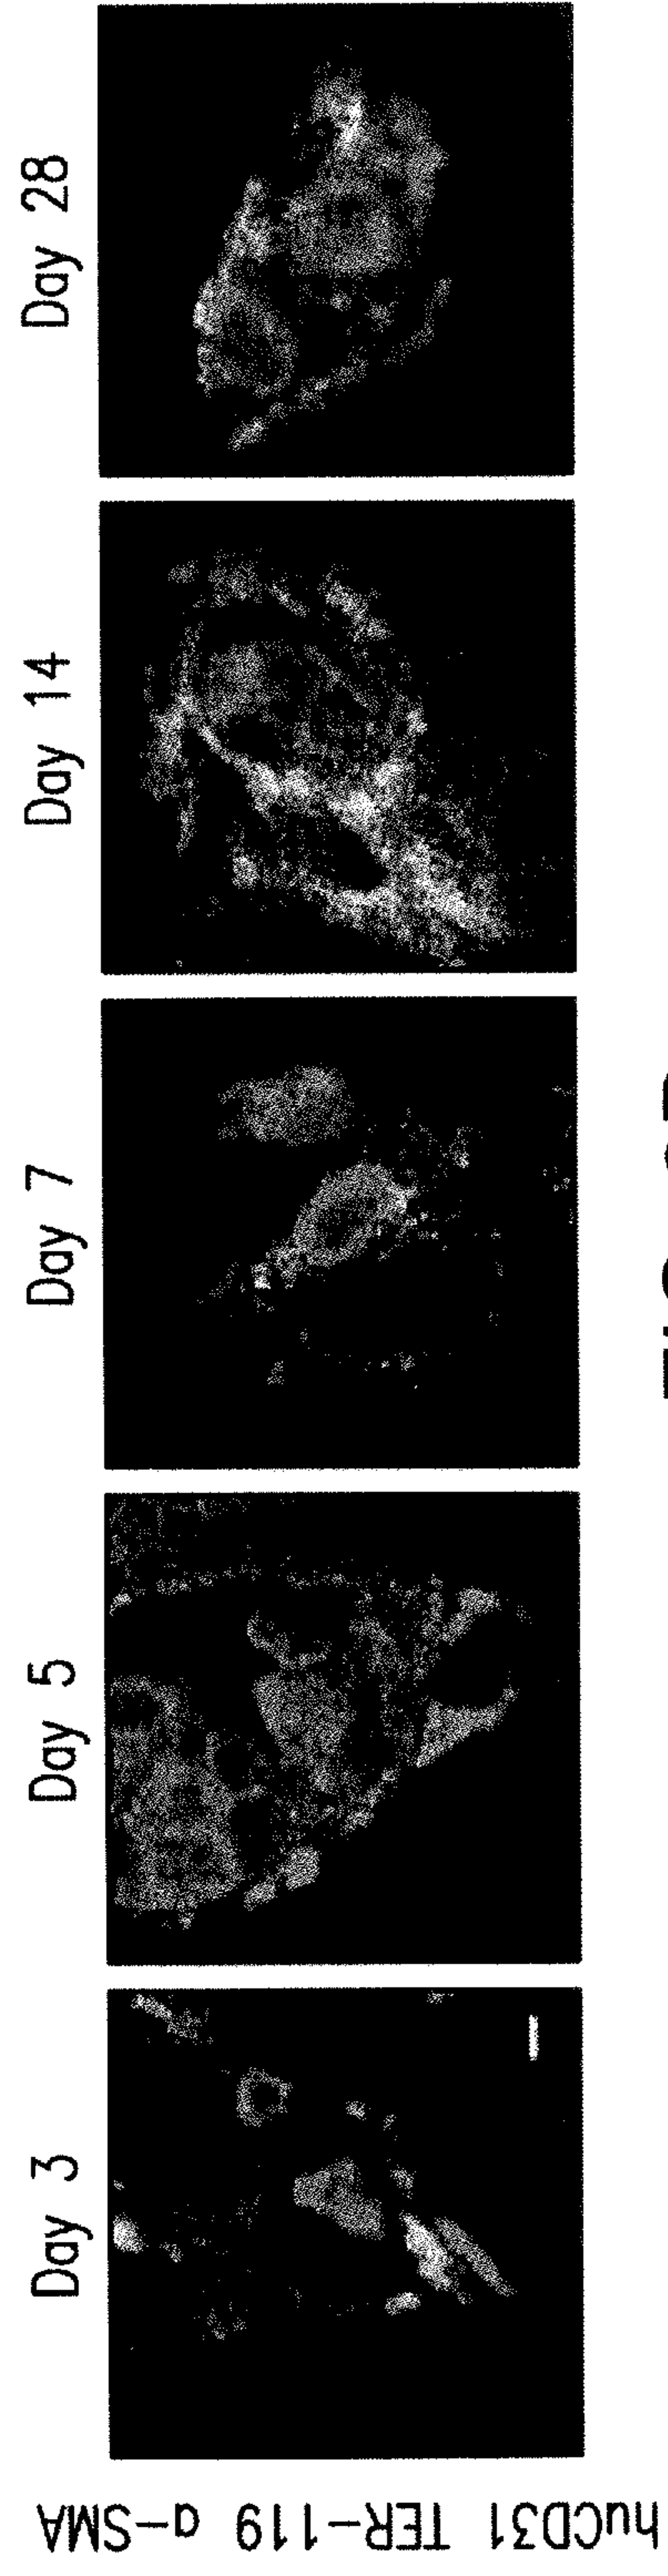 Day 3
Day 5
Day 7
Day 14
Day 28
huCD31 TER-119 α-SMA